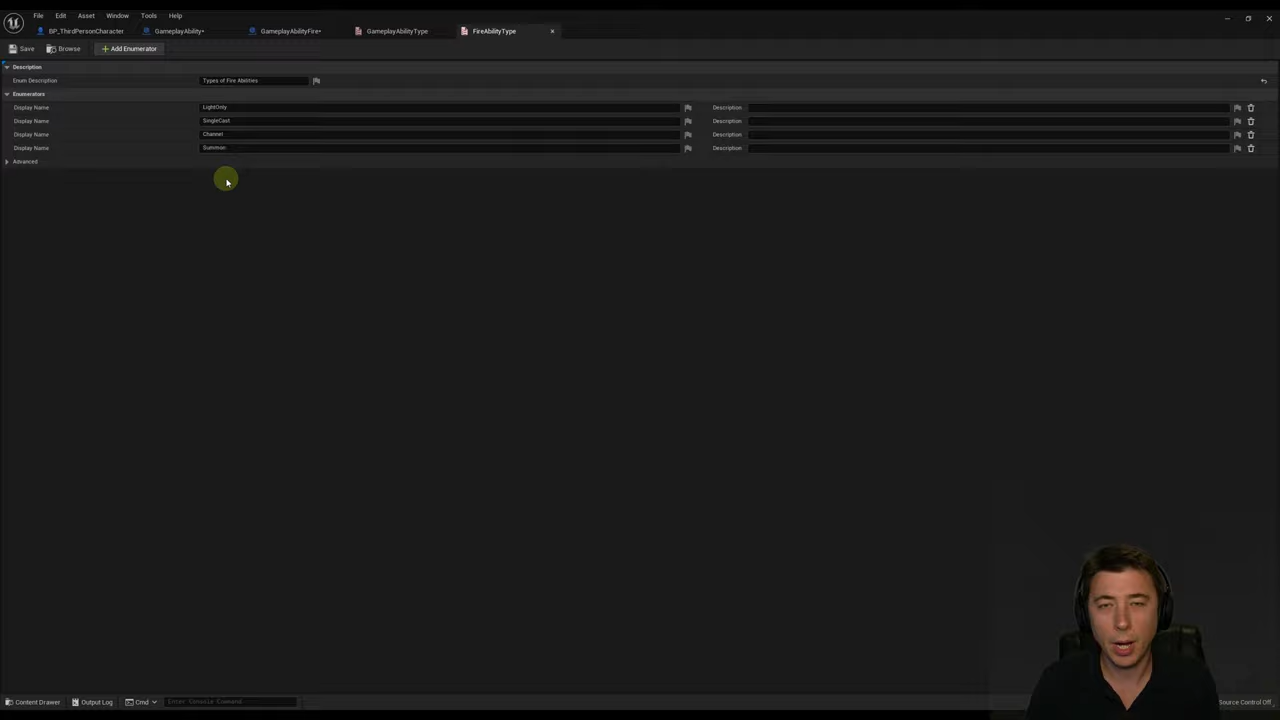 File Edit Asset Window Tools Help
BP_ThirdPersonCharacter GameplayAbility• GameplayAbilityFire• GameplayAbilityType FireAbilityType
Save Browse Add Enumerator
Description
Enum Description Types of Fire Abilities
Enumerators
Display Name LightOnly Description
Display Name SingleCast Description
Display Name Channel Description
Display Name Summon Description
Advanced
Content Drawer Output Log Cmd Enter Console Command Source Control Off